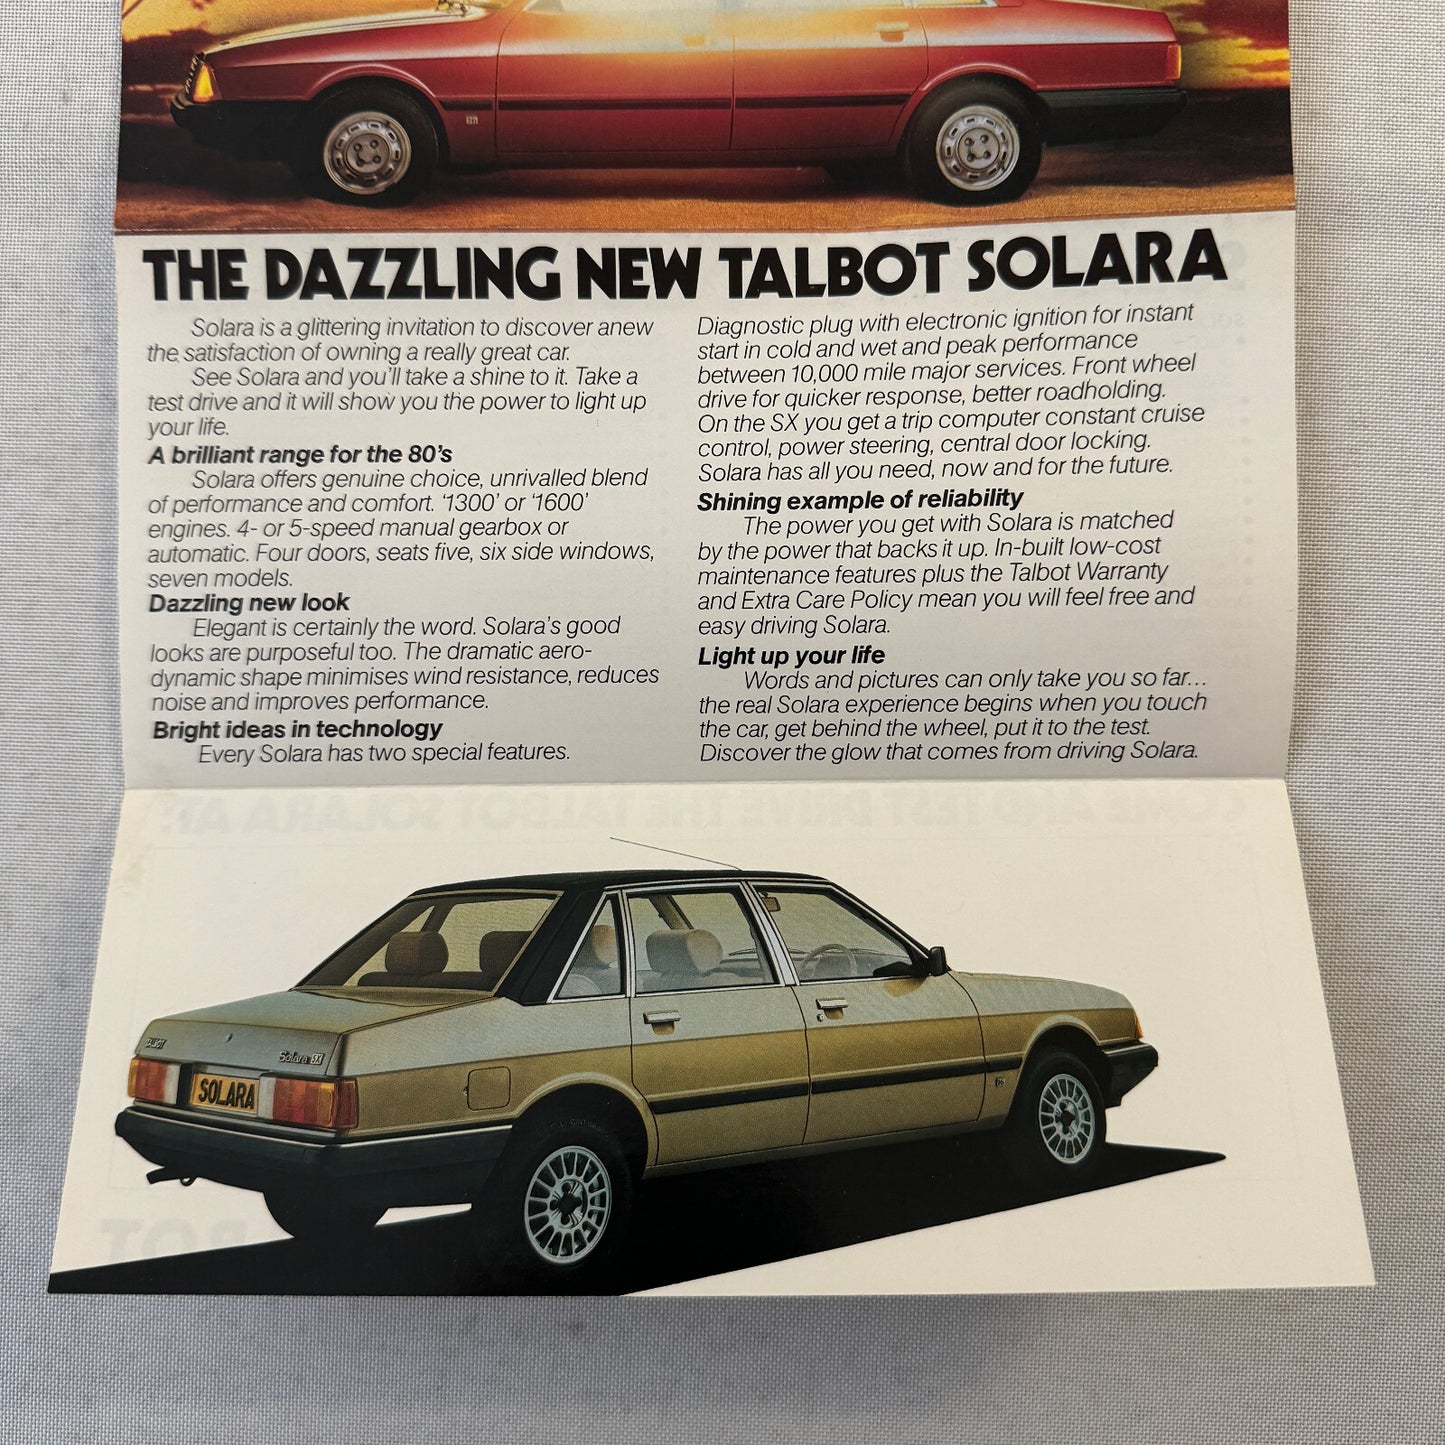 THE DAZZLING NEW TALBOT SOLARA
Solara is a glittering invitation to discover anew
the satisfaction of owning a really great car.
See Solara and you'll take a shine to it. Take a
test drive and it will show you the power to light up
your life.
A brilliant range for the 80's
Solara offers genuine choice, unrivalled blend
of performance and comfort. '1300' or '1600'
engines. 4- or 5-speed manual gearbox or
automatic. Four doors, seats five, six side windows,
seven models.
Dazzling new look
Elegant is certainly the word. Solara's good
looks are purposeful too. The dramatic aero-
dynamic shape minimises wind resistance, reduces
noise and improves performance.
Bright ideas in technology
Every Solara has two special features.
Diagnostic plug with electronic ignition for instant
start in cold and wet and peak performance
between 10,000 mile major services. Front wheel
drive for quicker response, better roadholding.
On the SX you get a trip computer constant cruise
control, power steering, central door locking.
Solara has all you need, now and for the future.
Shining example of reliability
The power you get with Solara is matched
by the power that backs it up. In-built low-cost
maintenance features plus the Talbot Warranty
and Extra Care Policy mean you will feel free and
easy driving Solara.
Light up your life
Words and pictures can only take you so far...
the real Solara experience begins when you touch
the car, get behind the wheel, put it to the test.
Discover the glow that comes from driving Solara.
COME AND TEST DRIVE THE TALBOT SOLARA AT:
TALBOT
Solara SX
SOLARA